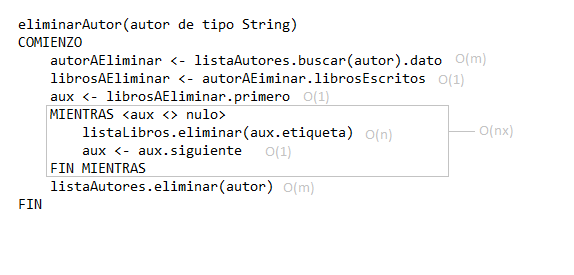 eliminarAutor(autor de tipo String)
COMIENZO
autorAEliminar <- listaAutores.buscar(autor).dato O(m)
librosAEliminar <- autorAEiminar.librosEscritos O(1)
aux <- librosAEliminar.primero O(1)
MIENTRAS <aux <> nulo>
listaLibros.eliminar(aux.etiqueta) O(n) O(nx)
aux <- aux.siguiente O(1)
FIN MIENTRAS
listaAutores.eliminar(autor) O(m)
FIN